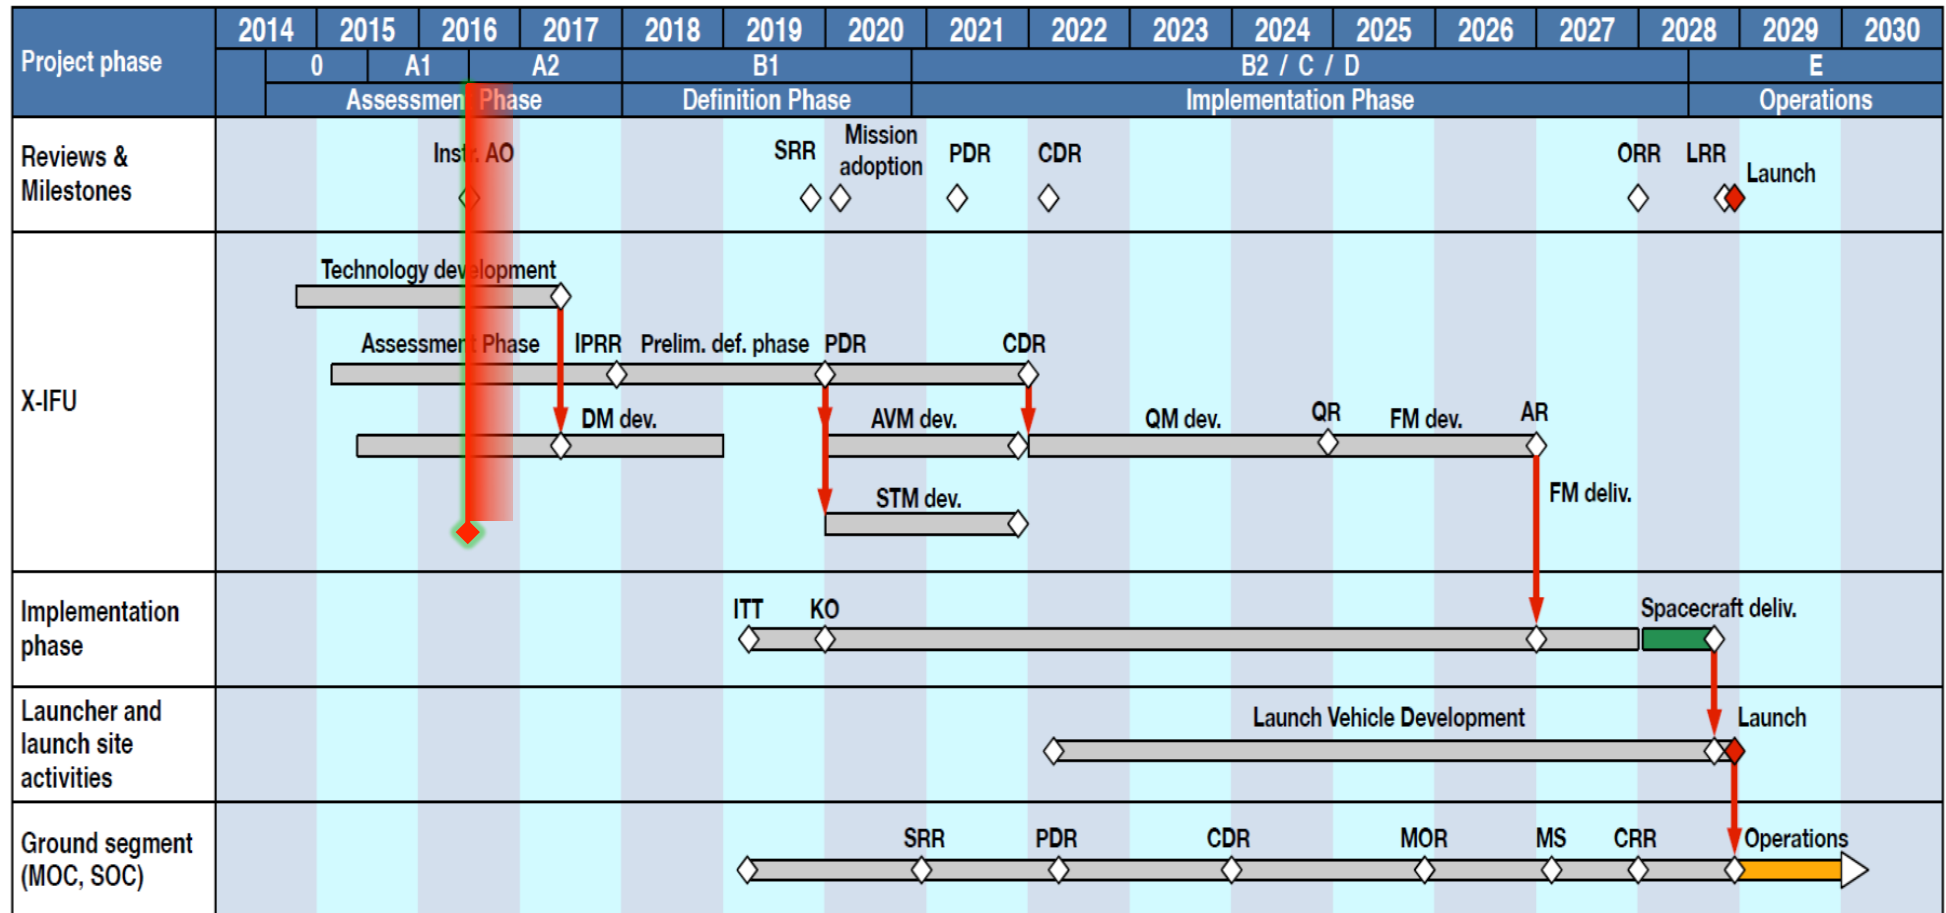 Project phase
2014 2015 2016 2017 2018 2019 2020 2021 2022 2023 2024 2025 2026 2027 2028 2029 2030
0 A1 A2 B1 B2 / C / D E
Assessment Phase Definition Phase Implementation Phase Operations
Reviews &
Milestones
Instr. AO
SRR
Mission
adoption
PDR
CDR
ORR
LRR
Launch
X-IFU
Technology development
Assessment Phase
IPRR
Prelim. def. phase
PDR
CDR
DM dev.
AVM dev.
QM dev.
QR
FM dev.
AR
STM dev.
FM deliv.
Implementation
phase
ITT
KO
Spacecraft deliv.
Launcher and
launch site
activities
Launch Vehicle Development
Launch
Ground segment
(MOC, SOC)
SRR
PDR
CDR
MOR
MS
CRR
Operations